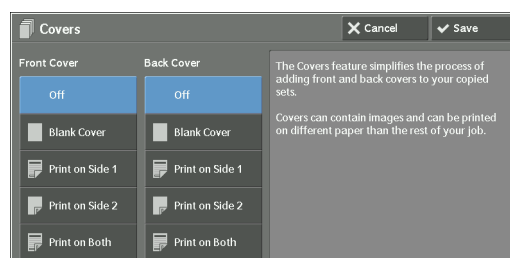 Covers
Cancel
Save
Front Cover
Back Cover
Off
Off
Blank Cover
Blank Cover
Print on Side 1
Print on Side 1
Print on Side 2
Print on Side 2
Print on Both
Print on Both
The Covers feature simplifies the process of
adding front and back covers to your copied
sets.
Covers can contain images and can be printed
on different paper than the rest of your job.